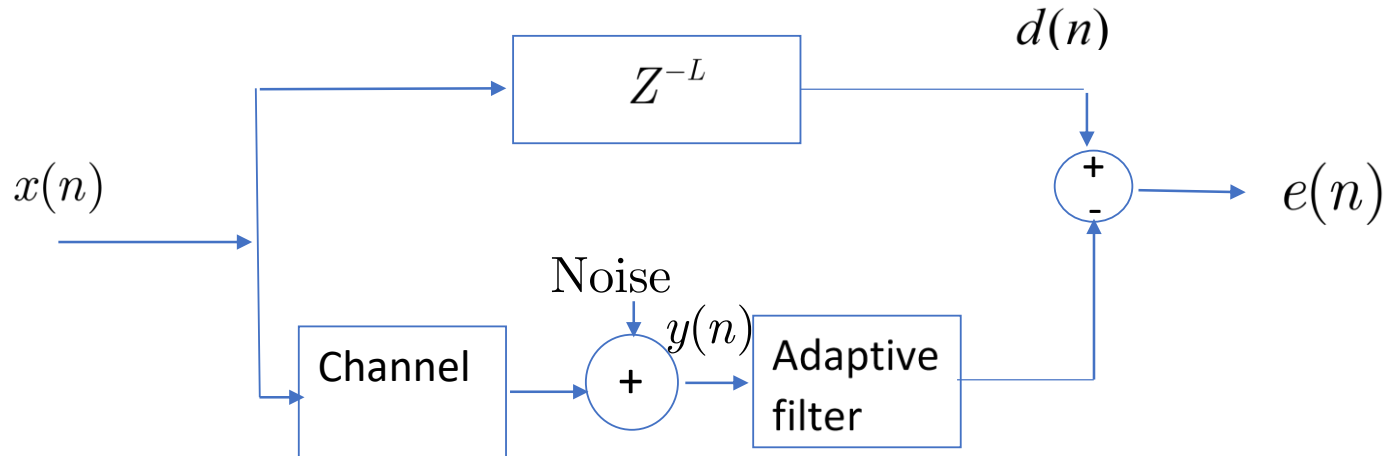 d(n)
Z^{-L}
+
x(n)
-
e(n)
Noise
y(n)
Channel
+
Adaptive
filter